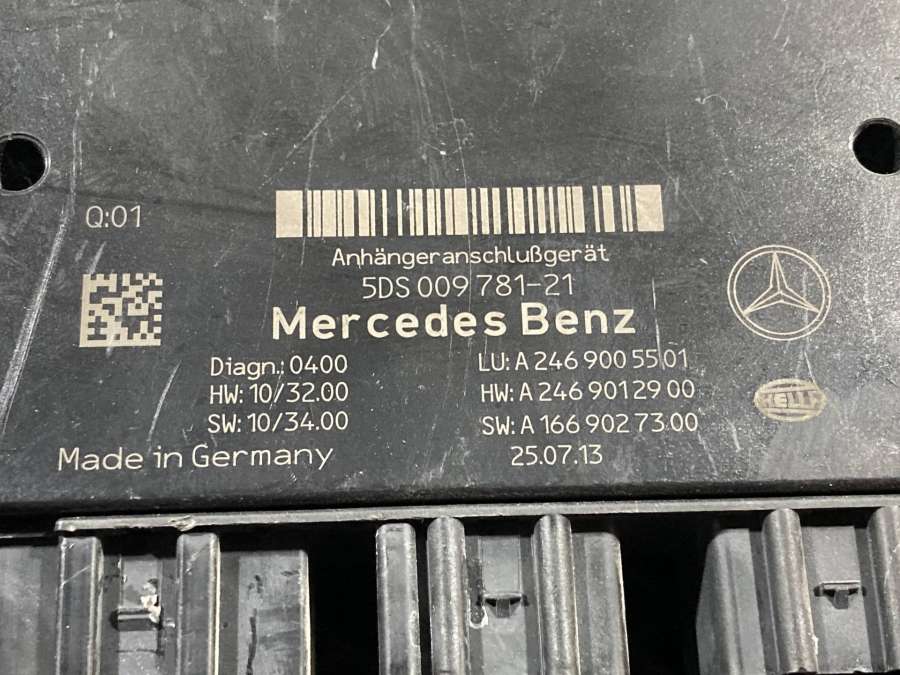 Q:01
Anhängeranschlußgerät
5DS 009 781-21
Mercedes Benz
Diagn.: 0400
LU: A 246 900 55 01
HW: 10/32.00
HW: A 246 901 29 00
SW: 10/34.00
SW: A 166 902 73 00
HELLA
Made in Germany
25.07.13